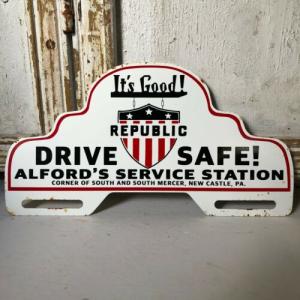 It's Good!
REPUBLIC
DRIVE SAFE!
ALFORD'S SERVICE STATION
CORNER OF SOUTH AND SOUTH MERCER, NEW CASTLE, PA.